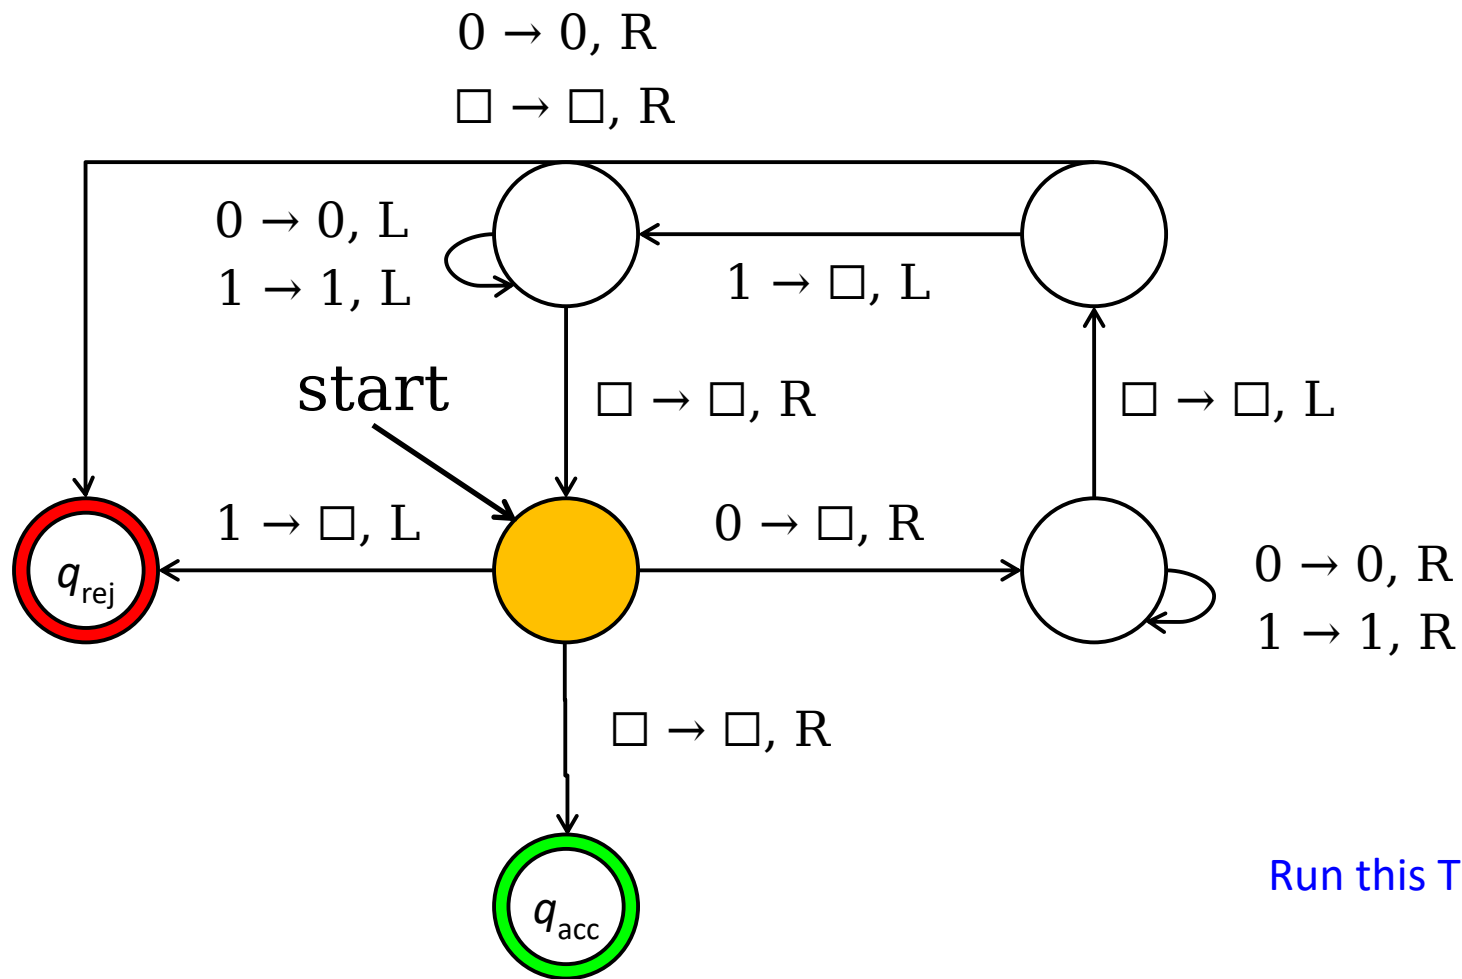 0 → 0, R
☐ → ☐, R
0 → 0, L
1 → 1, L
1 → ☐, L
start
☐ → ☐, R
☐ → ☐, L
1 → ☐, L
0 → ☐, R
q_rej
0 → 0, R
1 → 1, R
☐ → ☐, R
Run this T
q_acc